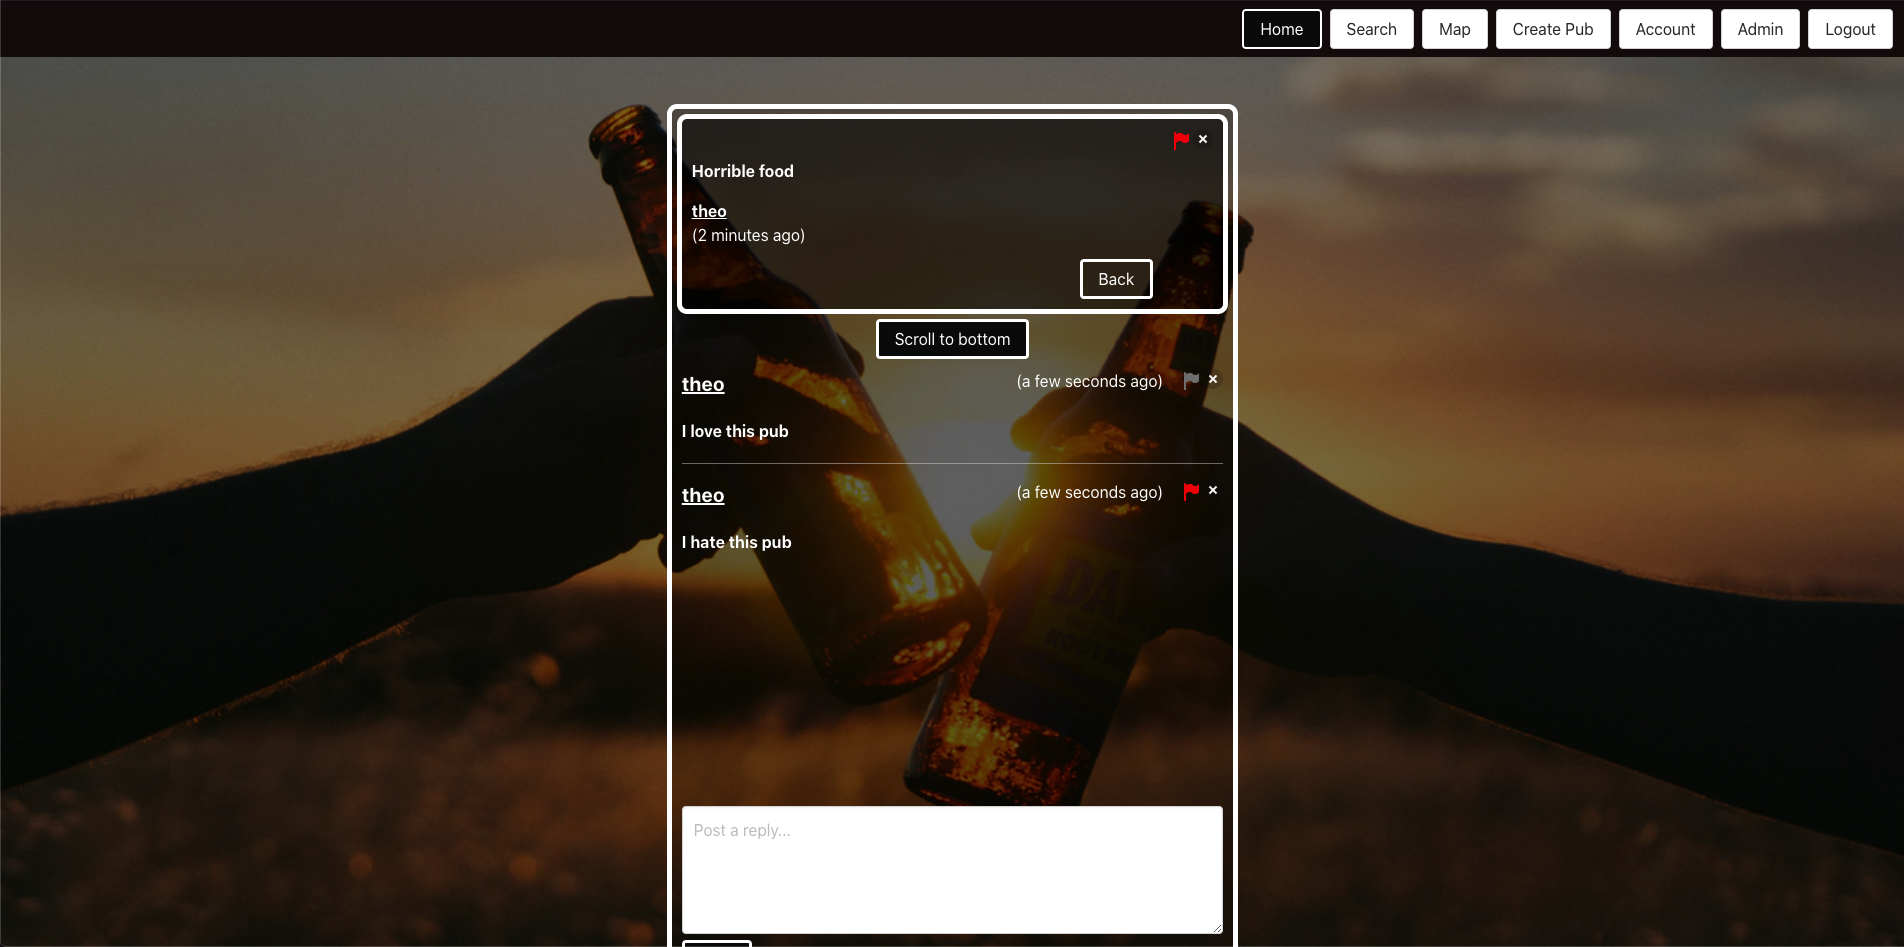 Home Search Map Create Pub Account Admin Logout
×
Horrible food
theo
(2 minutes ago)
Back
Scroll to bottom
theo (a few seconds ago) ×
I love this pub
theo (a few seconds ago) ×
I hate this pub
Post a reply...